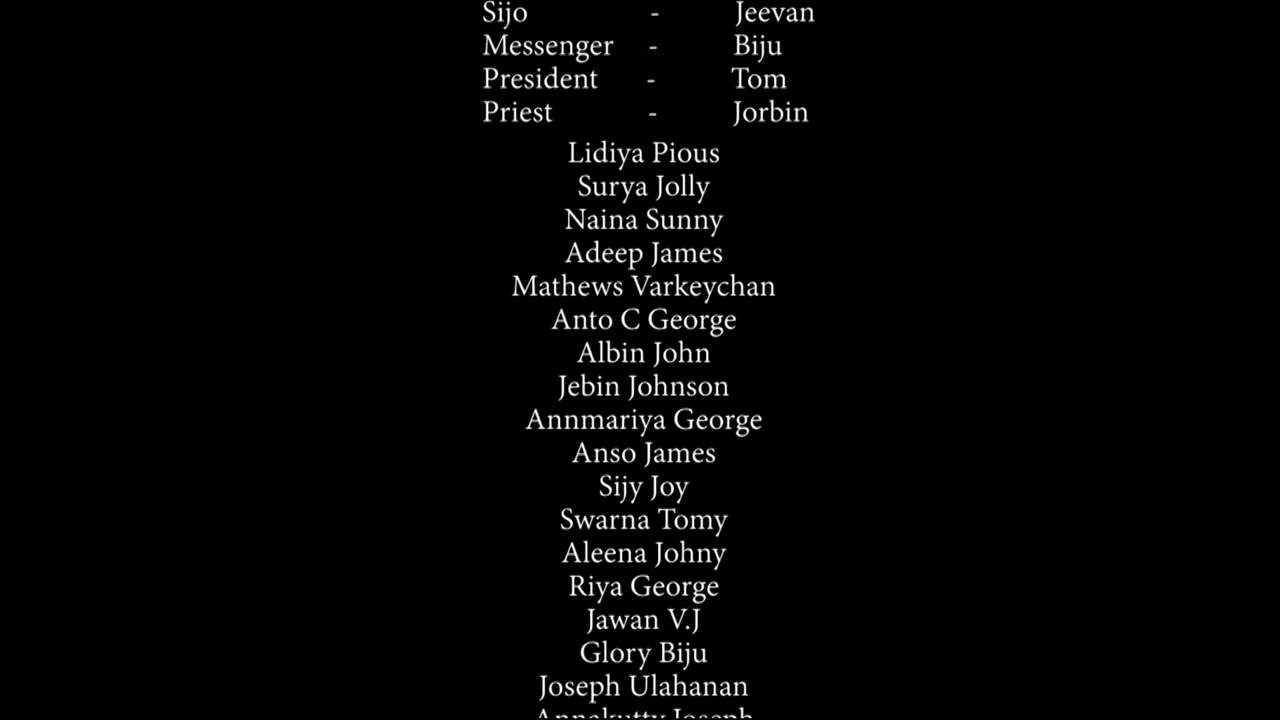 Sijo - Jeevan
Messenger - Biju
President - Tom
Priest - Jorbin
Lidiya Pious
Surya Jolly
Naina Sunny
Adeep James
Mathews Varkeychan
Anto C George
Albin John
Jebin Johnson
Annmariya George
Anso James
Sijy Joy
Swarna Tomy
Aleena Johny
Riya George
Jawan V.J
Glory Biju
Joseph Ulahanan
Annakutty Joseph